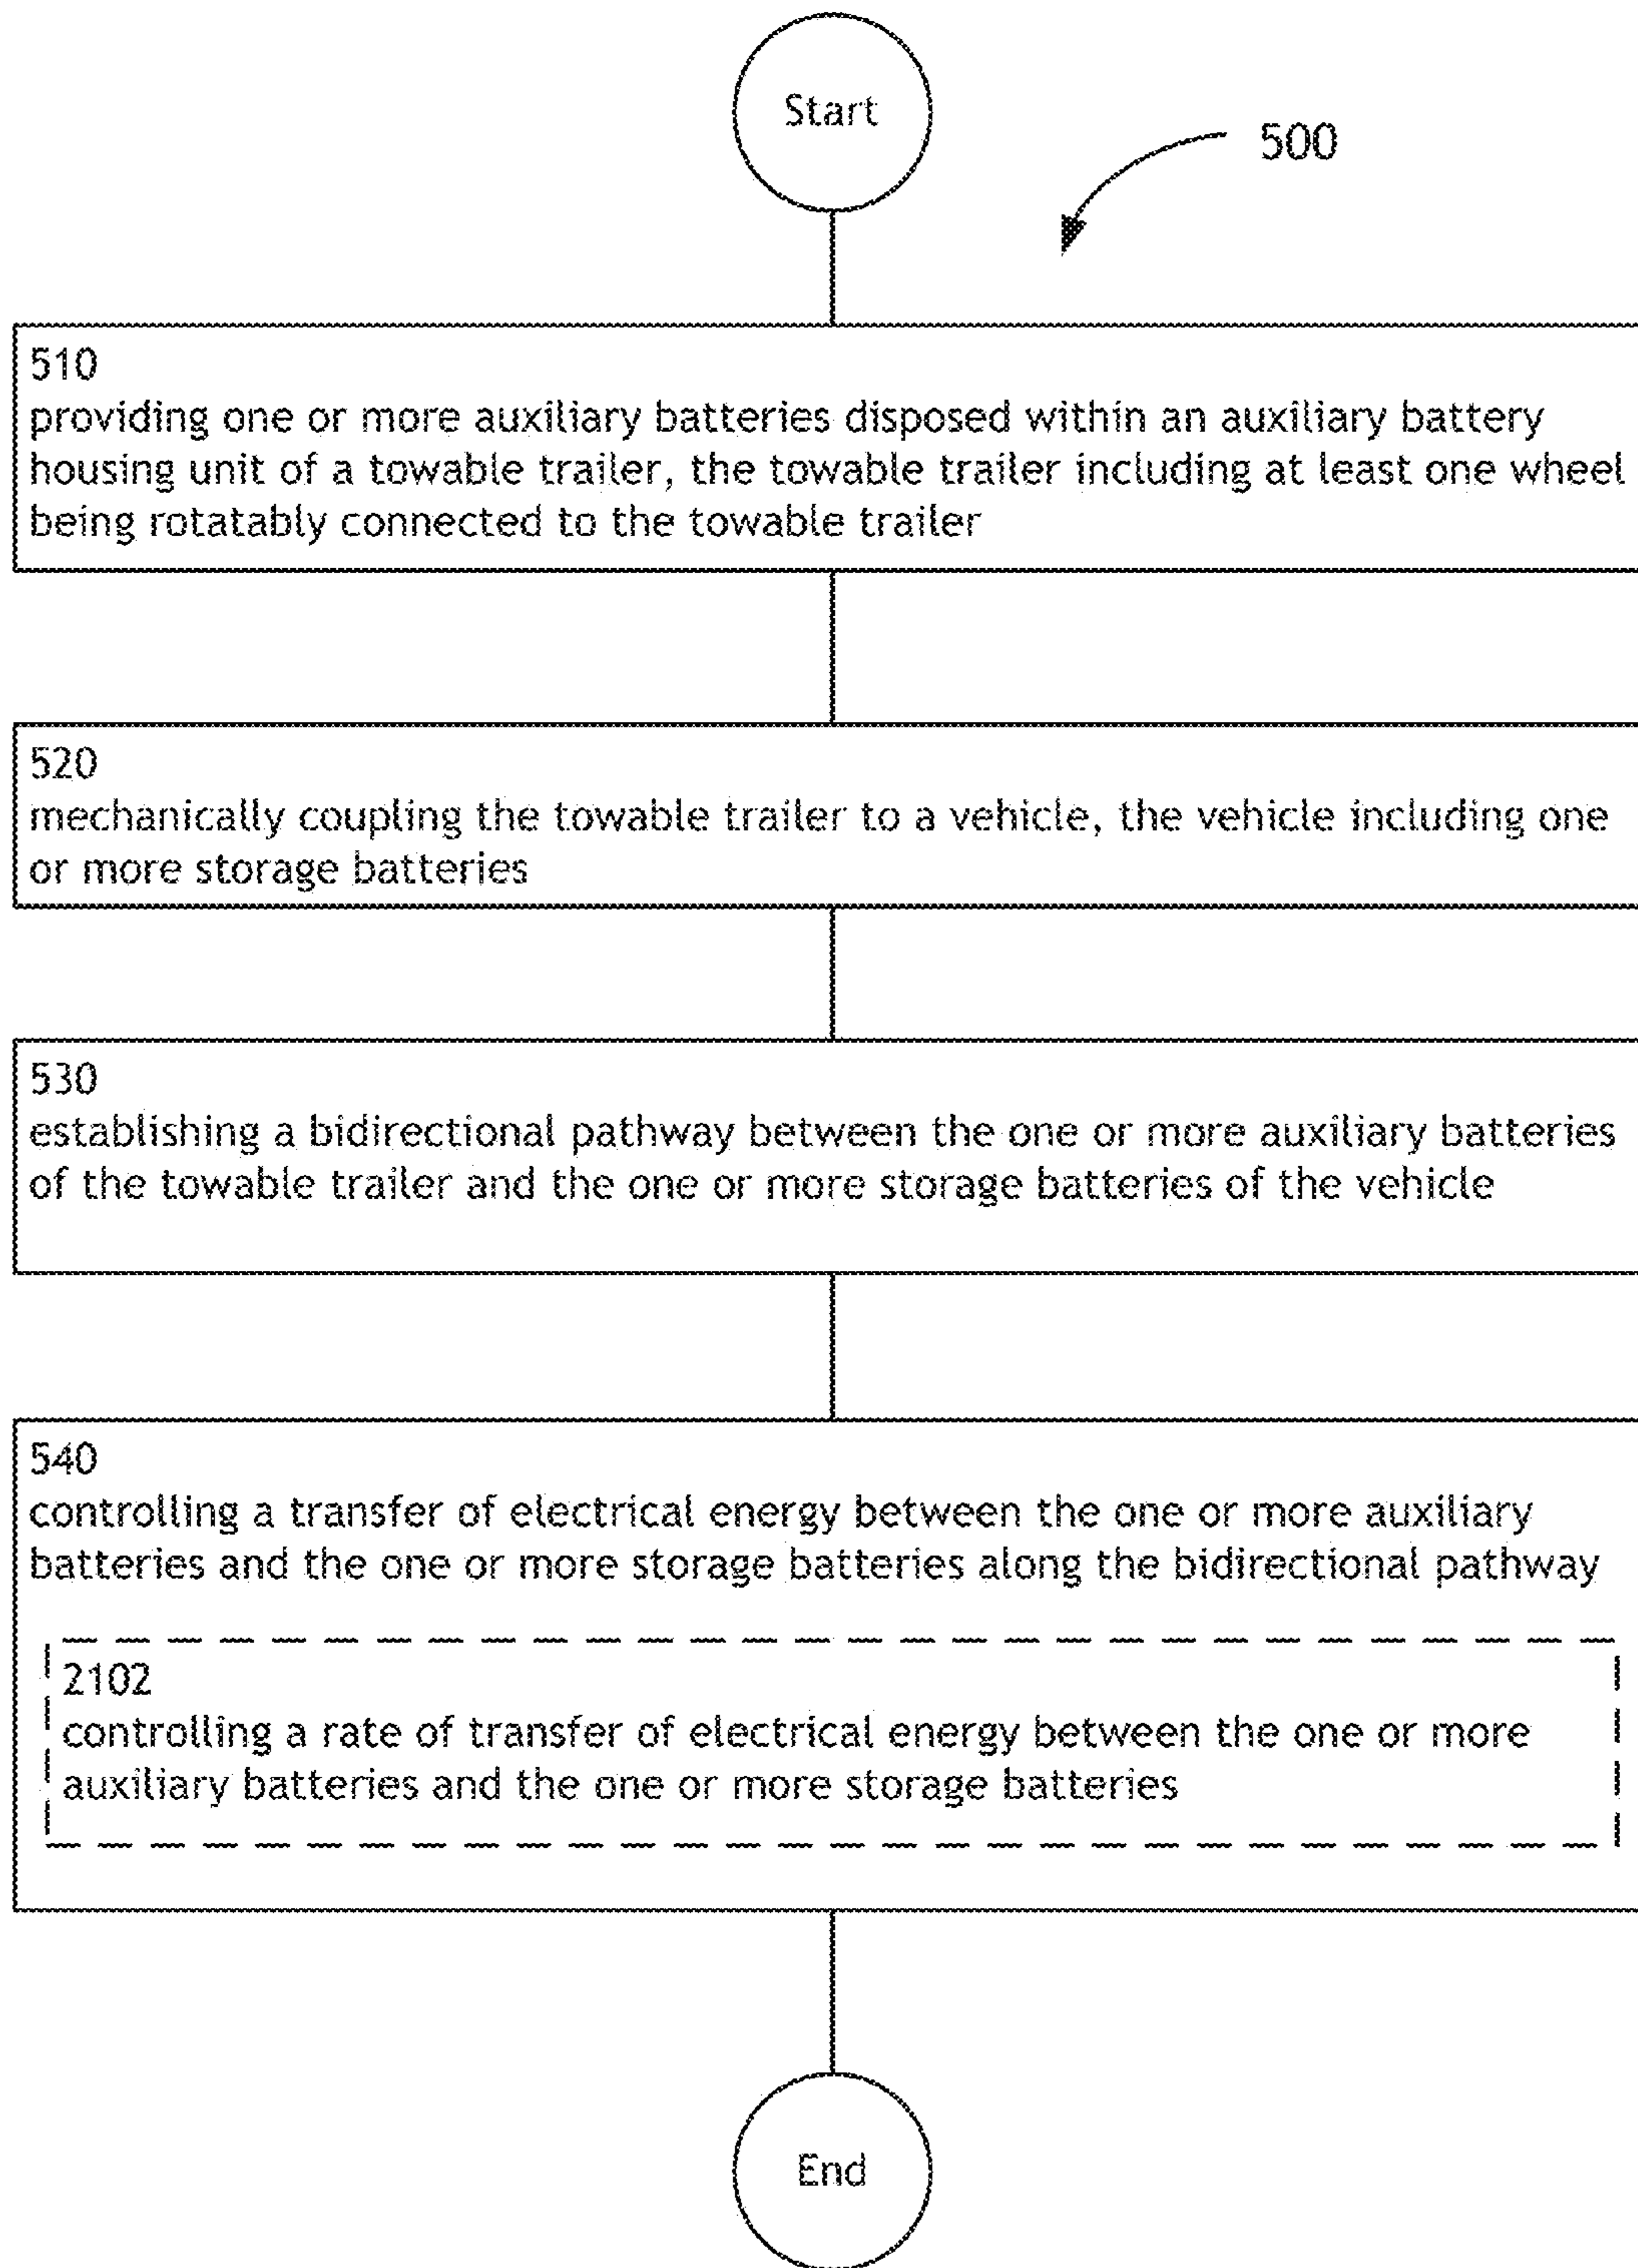 Start
500
510
providing one or more auxiliary batteries disposed within an auxiliary battery
housing unit of a towable trailer, the towable trailer including at least one wheel
being rotatably connected to the towable trailer
520
mechanically coupling the towable trailer to a vehicle, the vehicle including one
or more storage batteries
530
establishing a bidirectional pathway between the one or more auxiliary batteries
of the towable trailer and the one or more storage batteries of the vehicle
540
controlling a transfer of electrical energy between the one or more auxiliary
batteries and the one or more storage batteries along the bidirectional pathway
2102
controlling a rate of transfer of electrical energy between the one or more
auxiliary batteries and the one or more storage batteries
End